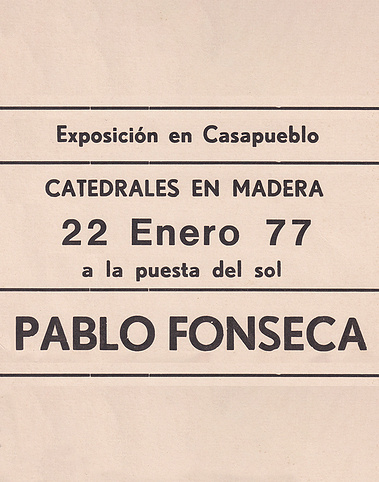 Exposición en Casapueblo
CATEDRALES EN MADERA
22 Enero 77
a la puesta del sol
PABLO FONSECA